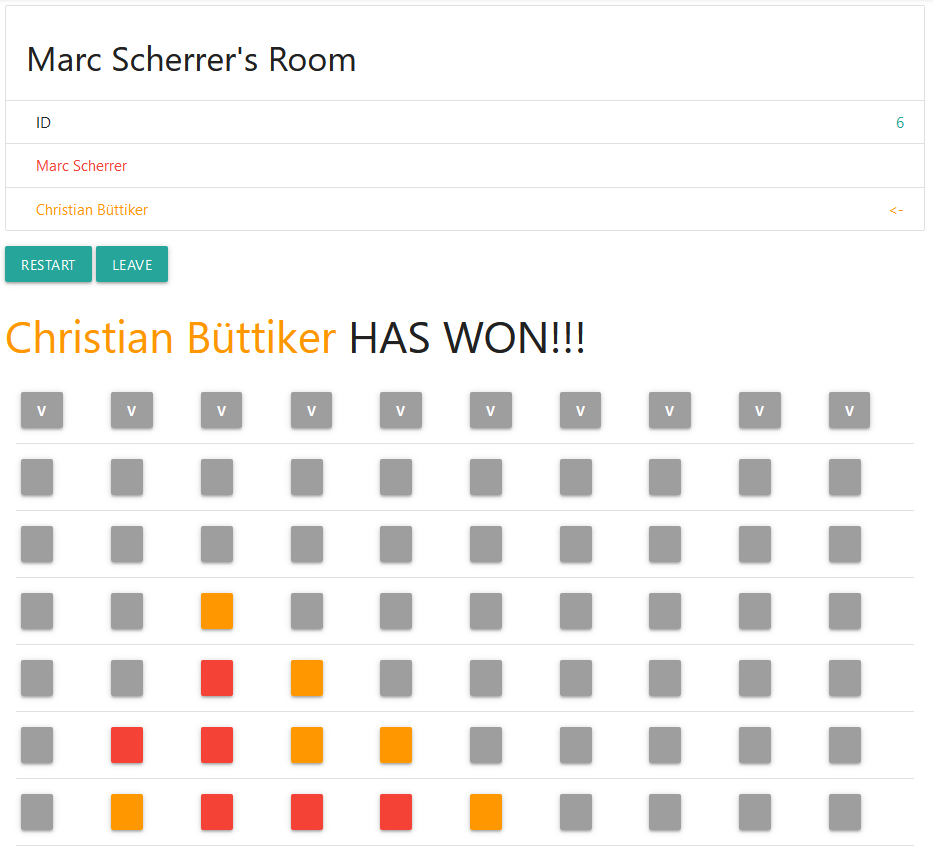 Marc Scherrer's Room
ID 6
Marc Scherrer
Christian Büttiker <-
RESTART LEAVE
Christian Büttiker HAS WON!!!
V V V V V V V V V V